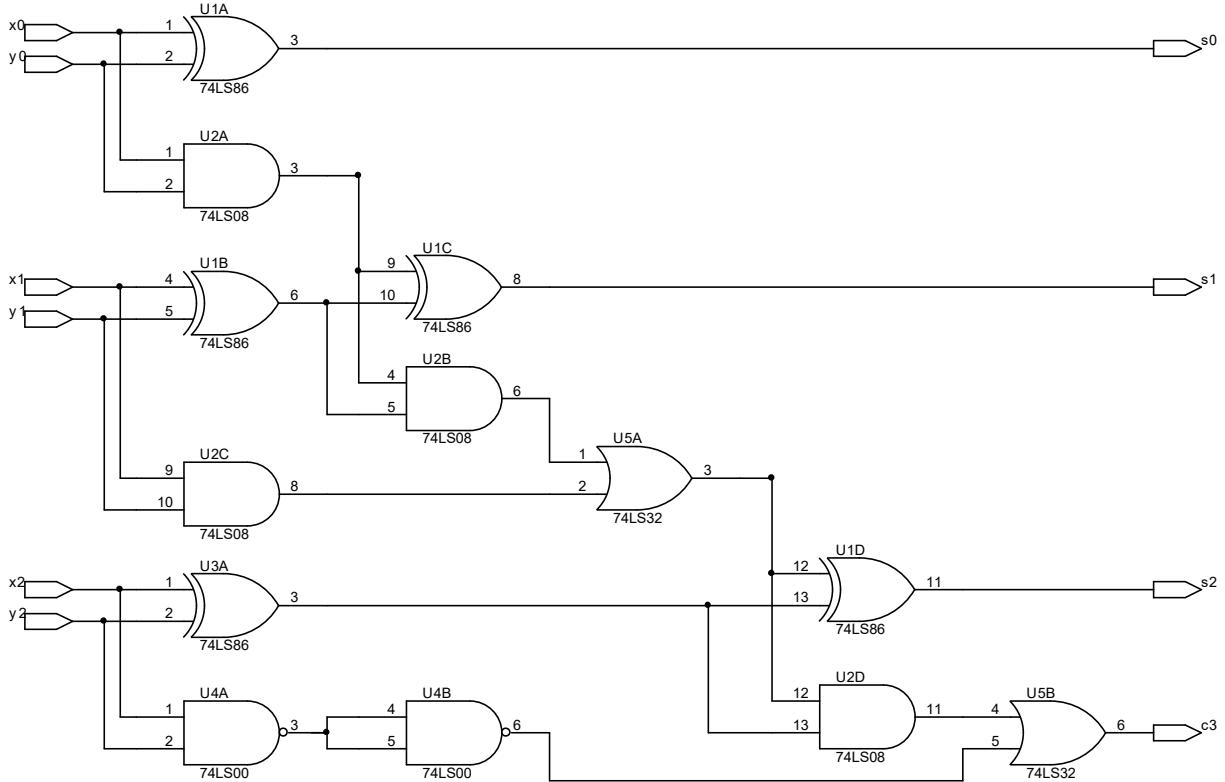 U1A
x0 1 3 s0
y0 2
74LS86
U2A
1 3
2
74LS08
U1C
x1 U1B 9 8 s1
4 6 10
y1 5
74LS86 74LS86
U2B
4 6
5
74LS08
U2C U5A
9 8 1 3
10 2
74LS08 74LS32
U1D
x2 U3A 12 11 s2
1 3 13
y2 2
74LS86 74LS86
U4A U4B U2D U5B
1 3 4 6 12 11 4 6 c3
2 5 13 5
74LS00 74LS00 74LS08 74LS32